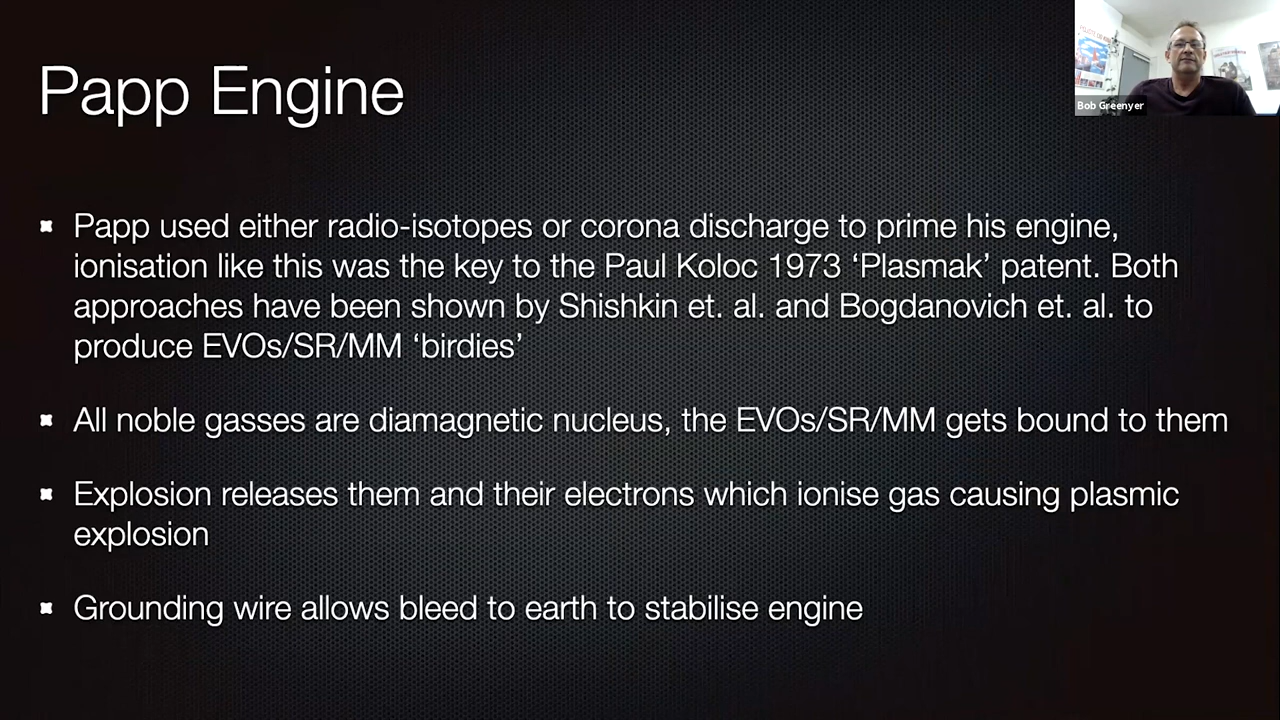 Papp Engine
Bob Greenyer
Papp used either radio-isotopes or corona discharge to prime his engine,
ionisation like this was the key to the Paul Koloc 1973 ‘Plasmak’ patent. Both
approaches have been shown by Shishkin et. al. and Bogdanovich et. al. to
produce EVOs/SR/MM ‘birdies’
All noble gasses are diamagnetic nucleus, the EVOs/SR/MM gets bound to them
Explosion releases them and their electrons which ionise gas causing plasmic
explosion
Grounding wire allows bleed to earth to stabilise engine